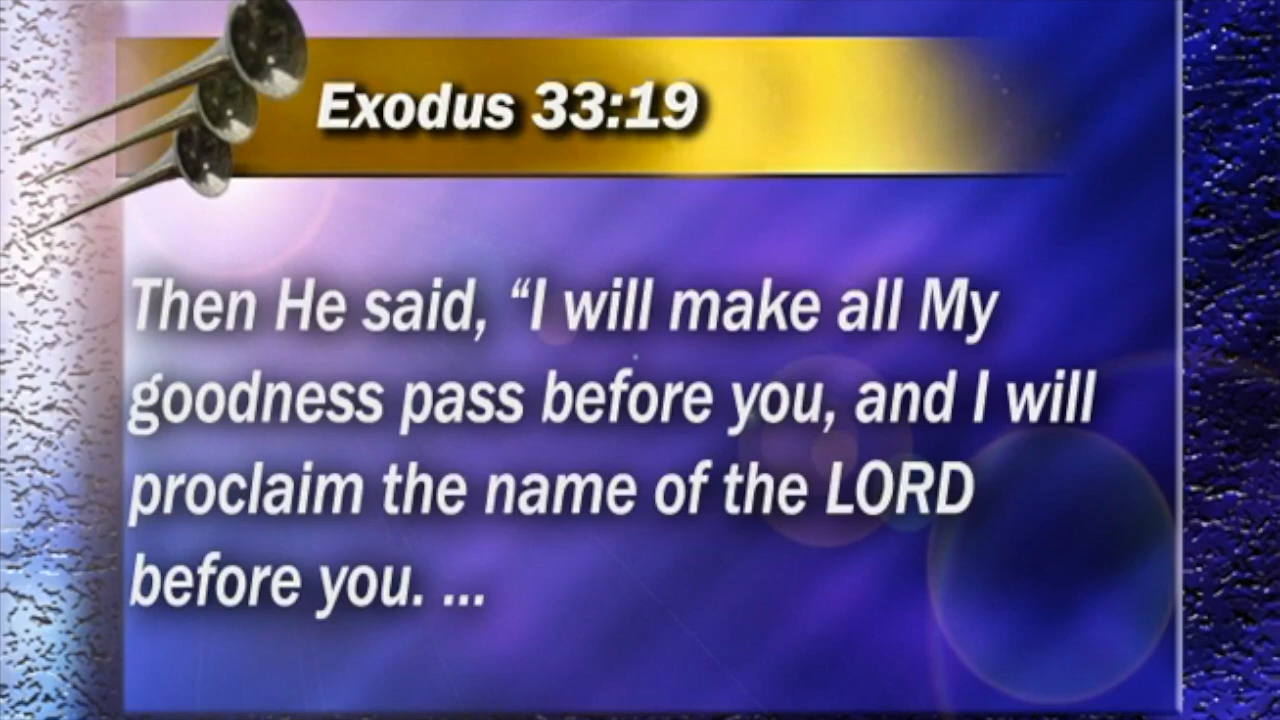 Exodus 33:19
Then He said, “I will make all My
goodness pass before you, and I will
proclaim the name of the LORD
before you. ...